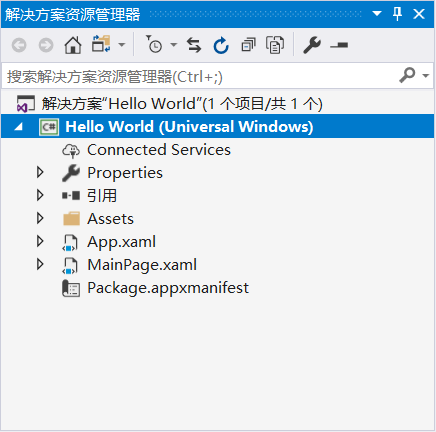 解决方案资源管理器
搜索解决方案资源管理器(Ctrl+;)
解决方案"Hello World"(1 个项目/共 1 个)
C# Hello World (Universal Windows)
Connected Services
Properties
引用
Assets
App.xaml
MainPage.xaml
Package.appxmanifest